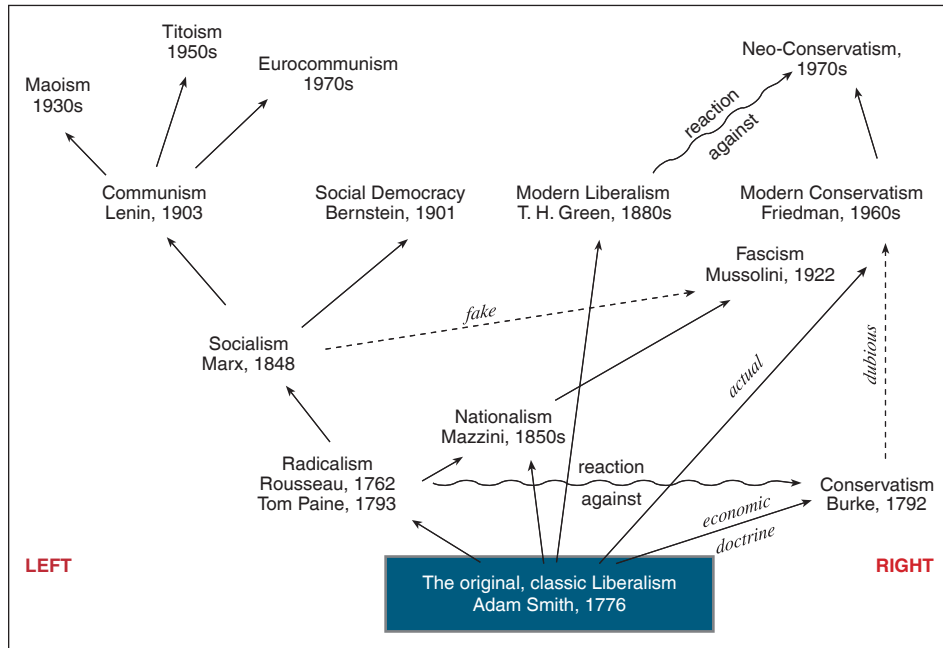 Titoism
1950s
Neo-Conservatism,
1970s
Eurocommunism
1970s
Maoism
1930s
reaction
against
Communism
Lenin, 1903
Social Democracy
Bernstein, 1901
Modern Liberalism
T. H. Green, 1880s
Modern Conservatism
Friedman, 1960s
Fascism
Mussolini, 1922
fake
Socialism
Marx, 1848
actual
dubious
Nationalism
Mazzini, 1850s
Radicalism
Rousseau, 1762
Tom Paine, 1793
reaction
against
Conservatism
Burke, 1792
economic
doctrine
LEFT
RIGHT
The original, classic Liberalism
Adam Smith, 1776